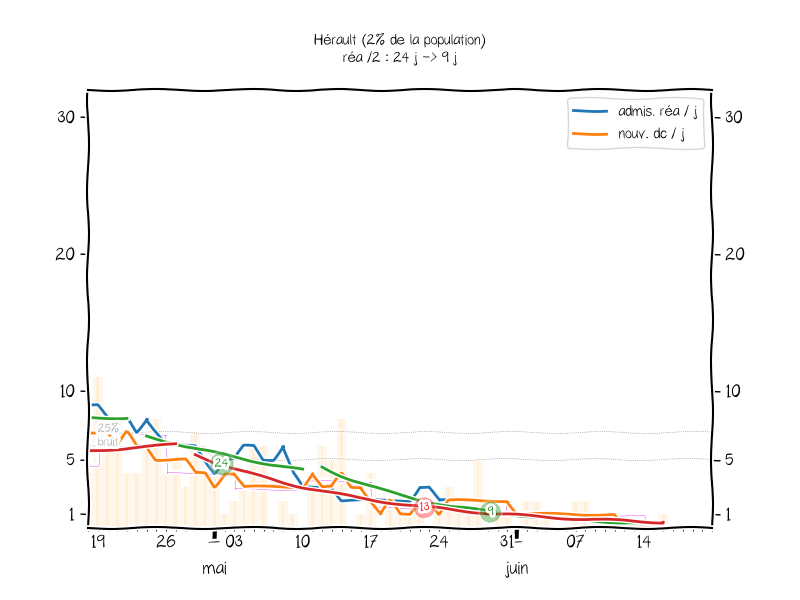 Hérault (2% de la population)
réa /2 : 24 j -> 9 j
admis. réa / j
nouv. dc / j
30
30
20
20
10
10
25%
bruit
5
5
24
13
9
1
1
19 26 03 10 17 24 31 07 14
mai juin